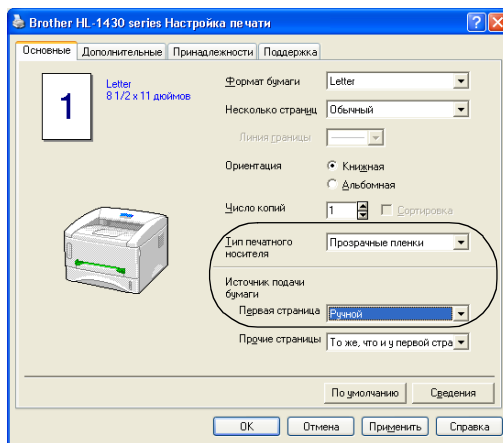 Brother HL-1430 series Настройка печати
Основные Дополнительные Принадлежности Поддержка
1
Letter
8 1/2 x 11 дюймов
Формат бумаги Letter
Несколько страниц Обычный
Линия границы
Ориентация Книжная
Альбомная
Число копий 1 Сортировка
Тип печатного
носителя
Прозрачные пленки
Источник подачи
бумаги
Первая страница Ручной
Прочие страницы То же, что и у первой стра
По умолчанию Сведения
OK Отмена Применить Справка